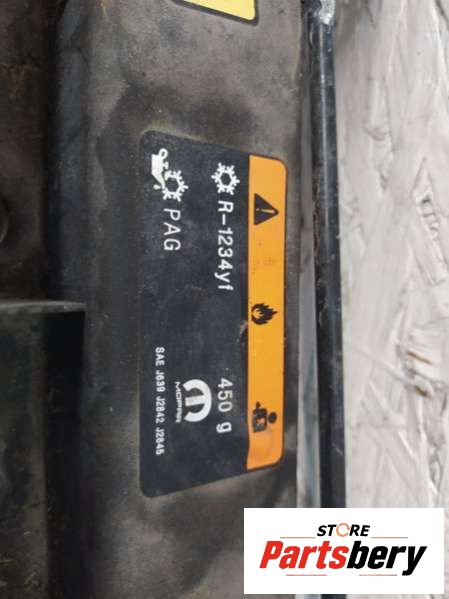 R-1234yf 450 g
PAG
MOPAR
SAE J639 J2842 J2845
STORE
Partsbery